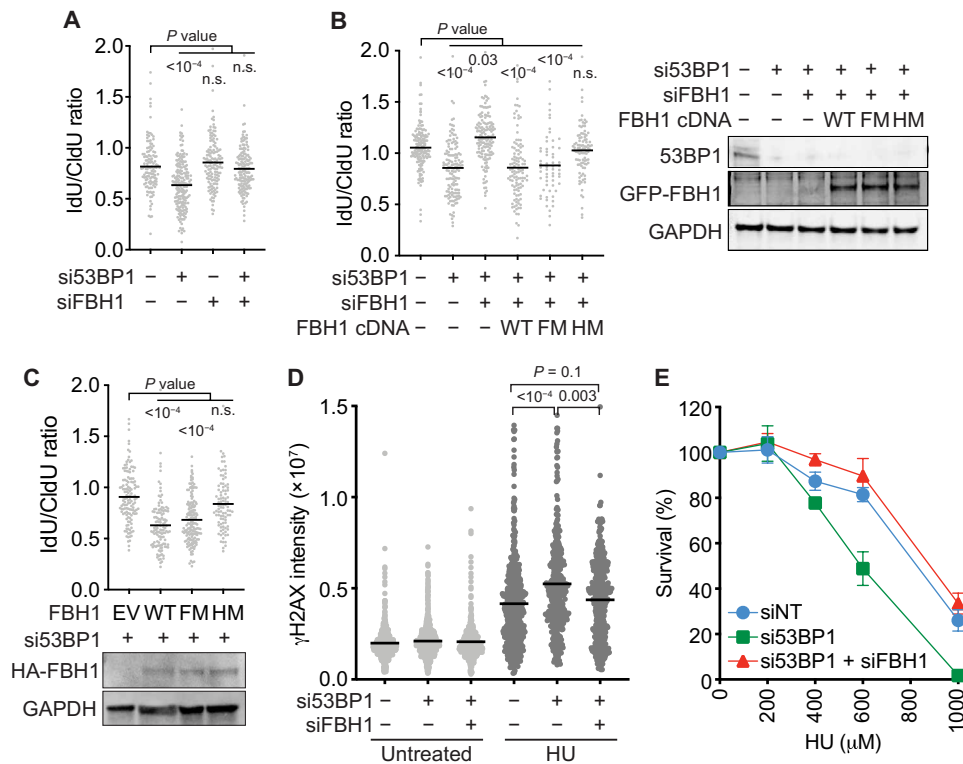 A
P value
<10⁻⁴
n.s.
n.s.
IdU/CldU ratio
2.0
1.5
1.0
0.5
0.0
si53BP1 – + – +
siFBH1 – – + +
B
P value
<10⁻⁴
0.03
<10⁻⁴
<10⁻⁴
n.s.
IdU/CldU ratio
2.0
1.5
1.0
0.5
0.0
si53BP1 – + + + + +
siFBH1 – – + + + +
FBH1 cDNA – – – WT FM HM
si53BP1 – + + + + +
siFBH1 – – + + + +
FBH1 cDNA – – – WT FM HM
53BP1
GFP-FBH1
GAPDH
C
P value
<10⁻⁴
<10⁻⁴
n.s.
IdU/CldU ratio
2.0
1.5
1.0
0.5
0.0
FBH1 EV WT FM HM
si53BP1 + + + +
HA-FBH1
GAPDH
D
P = 0.1
<10⁻⁴ 0.003
γH2AX intensity (× 10⁷)
1.5
1.0
0.5
0.0
si53BP1 – + + – + +
siFBH1 – – + – – +
Untreated HU
E
Survival (%)
120
100
80
60
40
20
0
siNT
si53BP1
si53BP1 + siFBH1
0 200 400 600 800 1000
HU (μM)